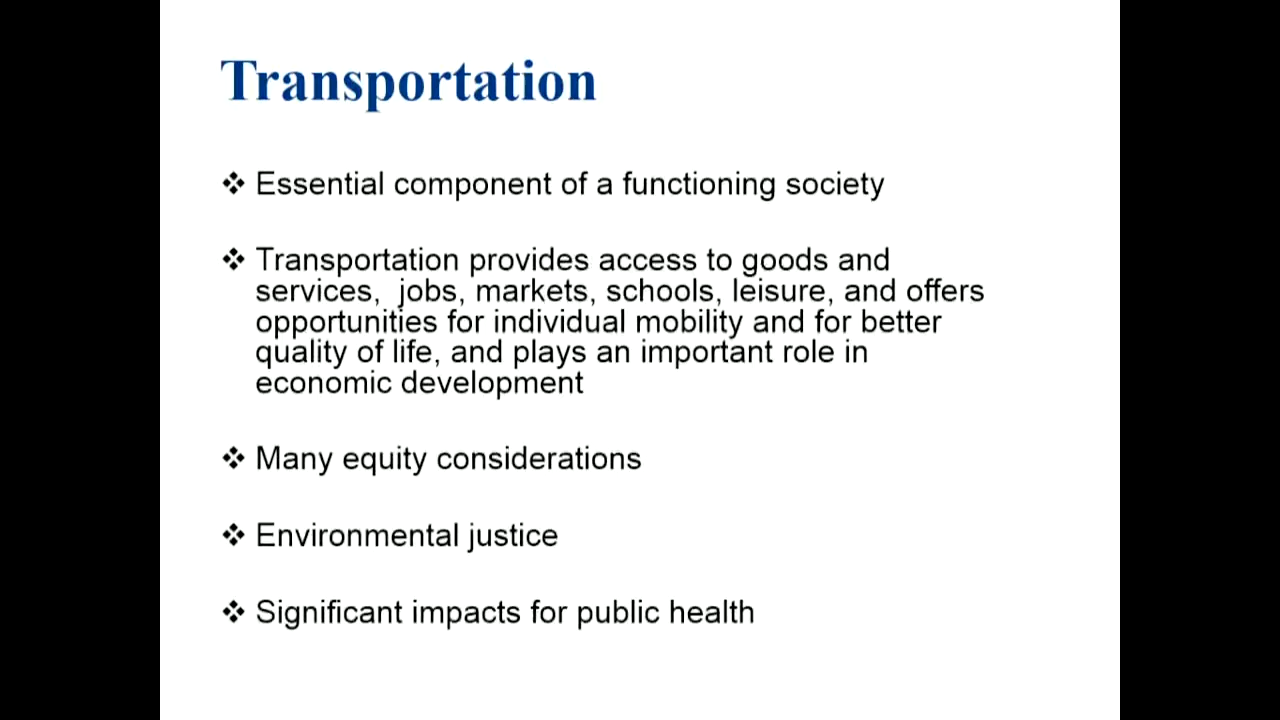 Transportation
❖ Essential component of a functioning society
❖ Transportation provides access to goods and
services,  jobs, markets, schools, leisure, and offers
opportunities for individual mobility and for better
quality of life, and plays an important role in
economic development
❖ Many equity considerations
❖ Environmental justice
❖ Significant impacts for public health